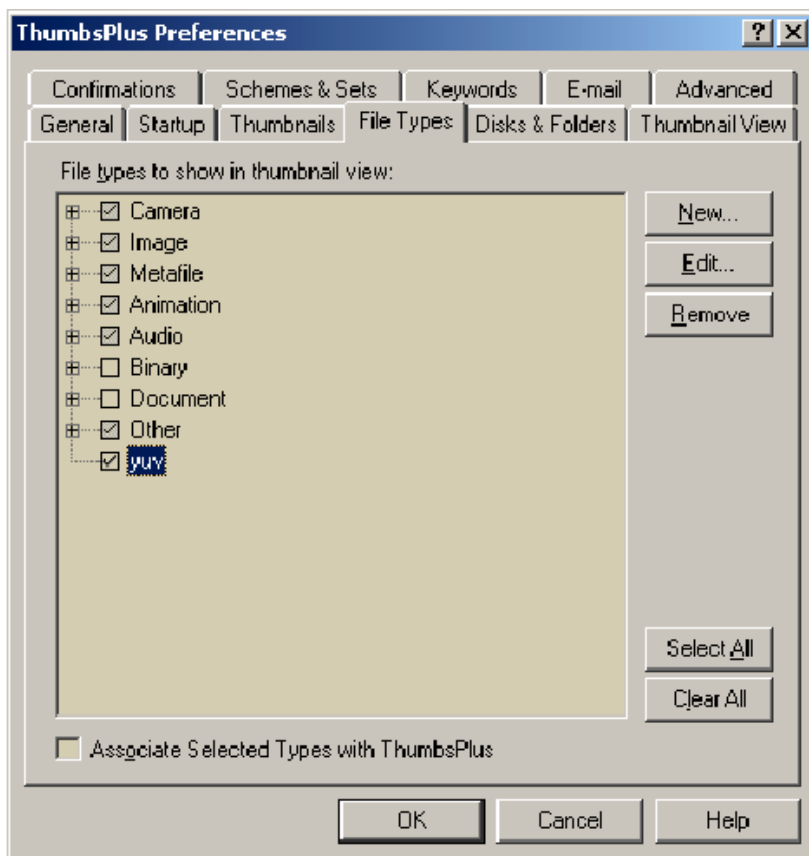 ThumbsPlus Preferences
Confirmations Schemes & Sets Keywords E-mail Advanced
General Startup Thumbnails File Types Disks & Folders Thumbnail View
File types to show in thumbnail view:
Camera
Image
Metafile
Animation
Audio
Binary
Document
Other
yuv
New...
Edit...
Remove
Select All
Clear All
Associate Selected Types with ThumbsPlus
OK Cancel Help